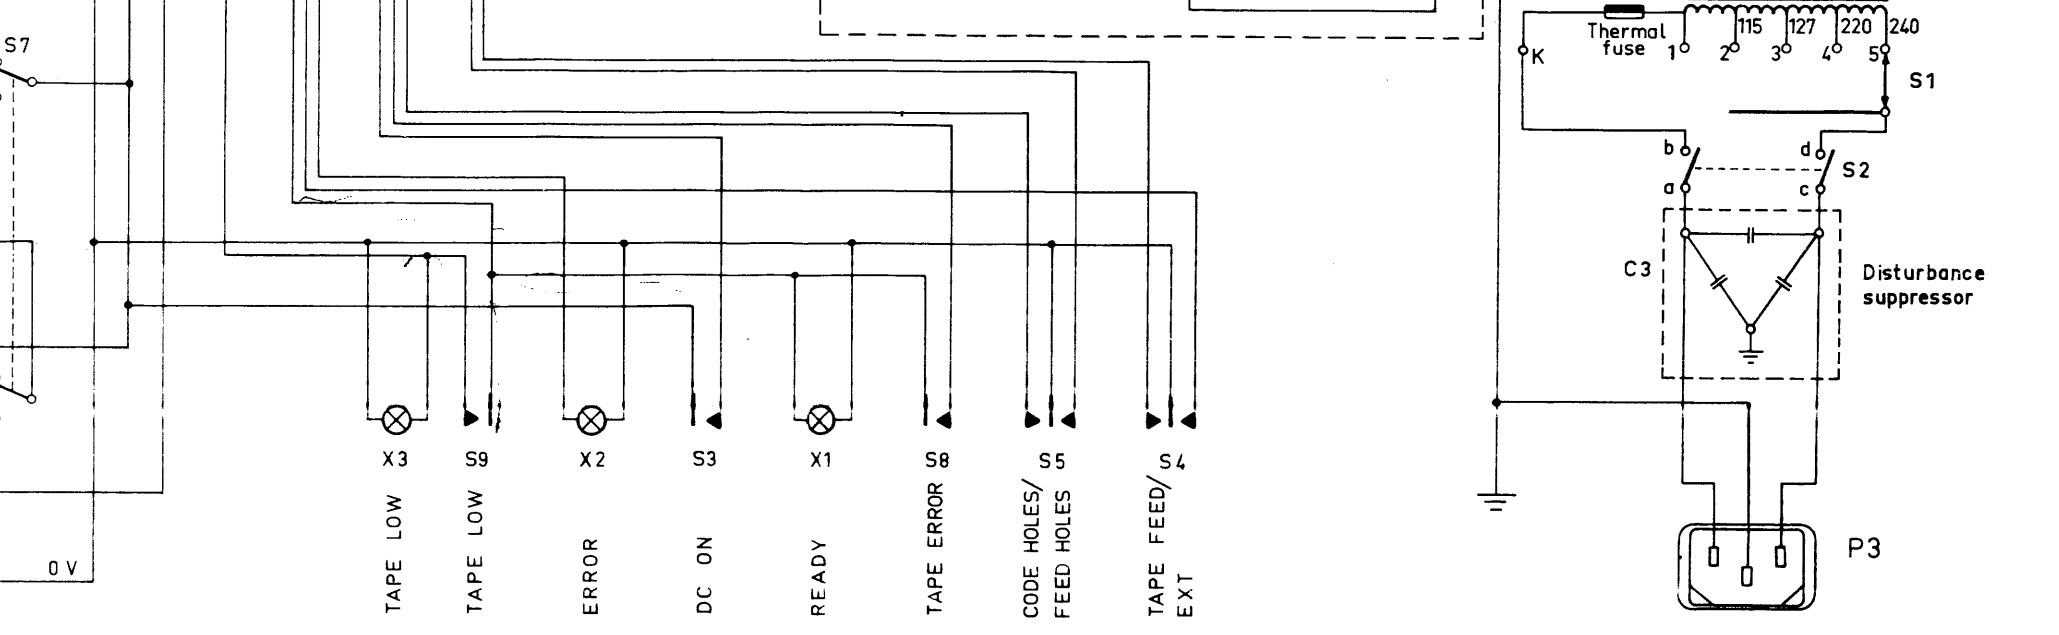 S7
0 V
X3
S9
X2
S3
X1
S8
S5
S4
TAPE LOW
TAPE LOW
ERROR
DC ON
READY
TAPE ERROR
CODE HOLES/
FEED HOLES
TAPE FEED/
EXT
Thermal
fuse
115
127
220
240
K
1
2
3
4
5
S1
b
d
S2
a
c
C3
Disturbance
suppressor
P3